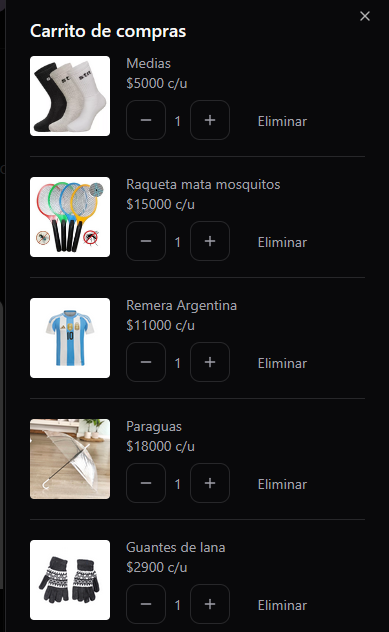 Carrito de compras
Medias
$5000 c/u
1
Eliminar
Raqueta mata mosquitos
$15000 c/u
1
Eliminar
Remera Argentina
10
$11000 c/u
1
Eliminar
Paraguas
$18000 c/u
1
Eliminar
Guantes de lana
$2900 c/u
1
Eliminar